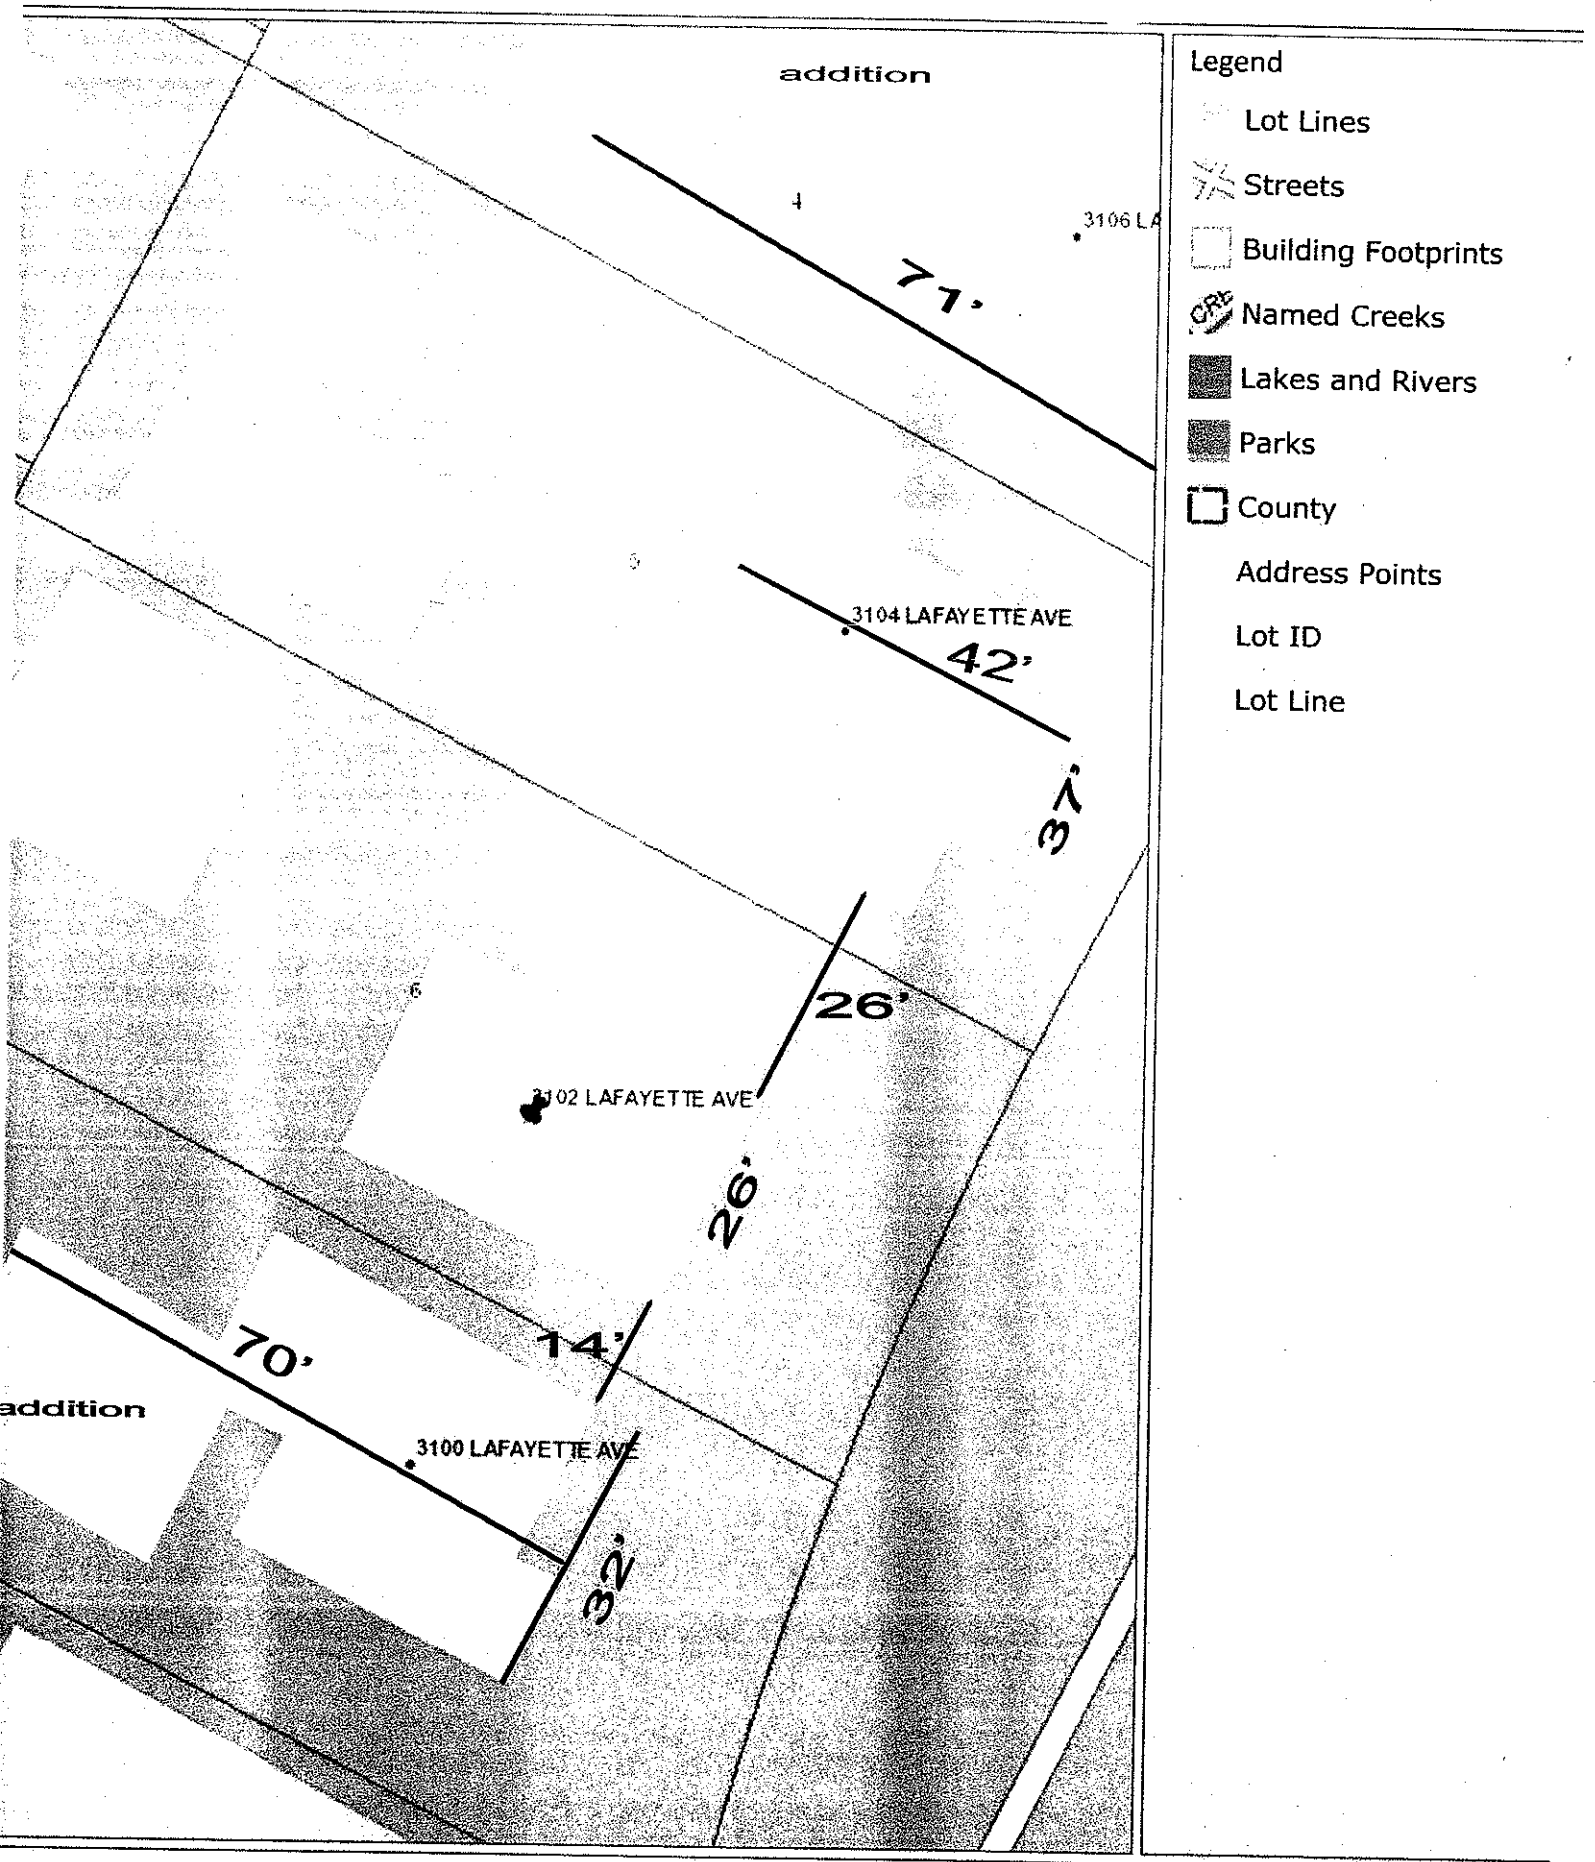 addition
4
3106 LA
71'
3104 LAFAYETTE AVE
42'
37'
26'
6
3102 LAFAYETTE AVE
26'
14'
70'
addition
3100 LAFAYETTE AVE
32'
Legend
Lot Lines
Streets
Building Footprints
CRE
Named Creeks
Lakes and Rivers
Parks
County
Address Points
Lot ID
Lot Line